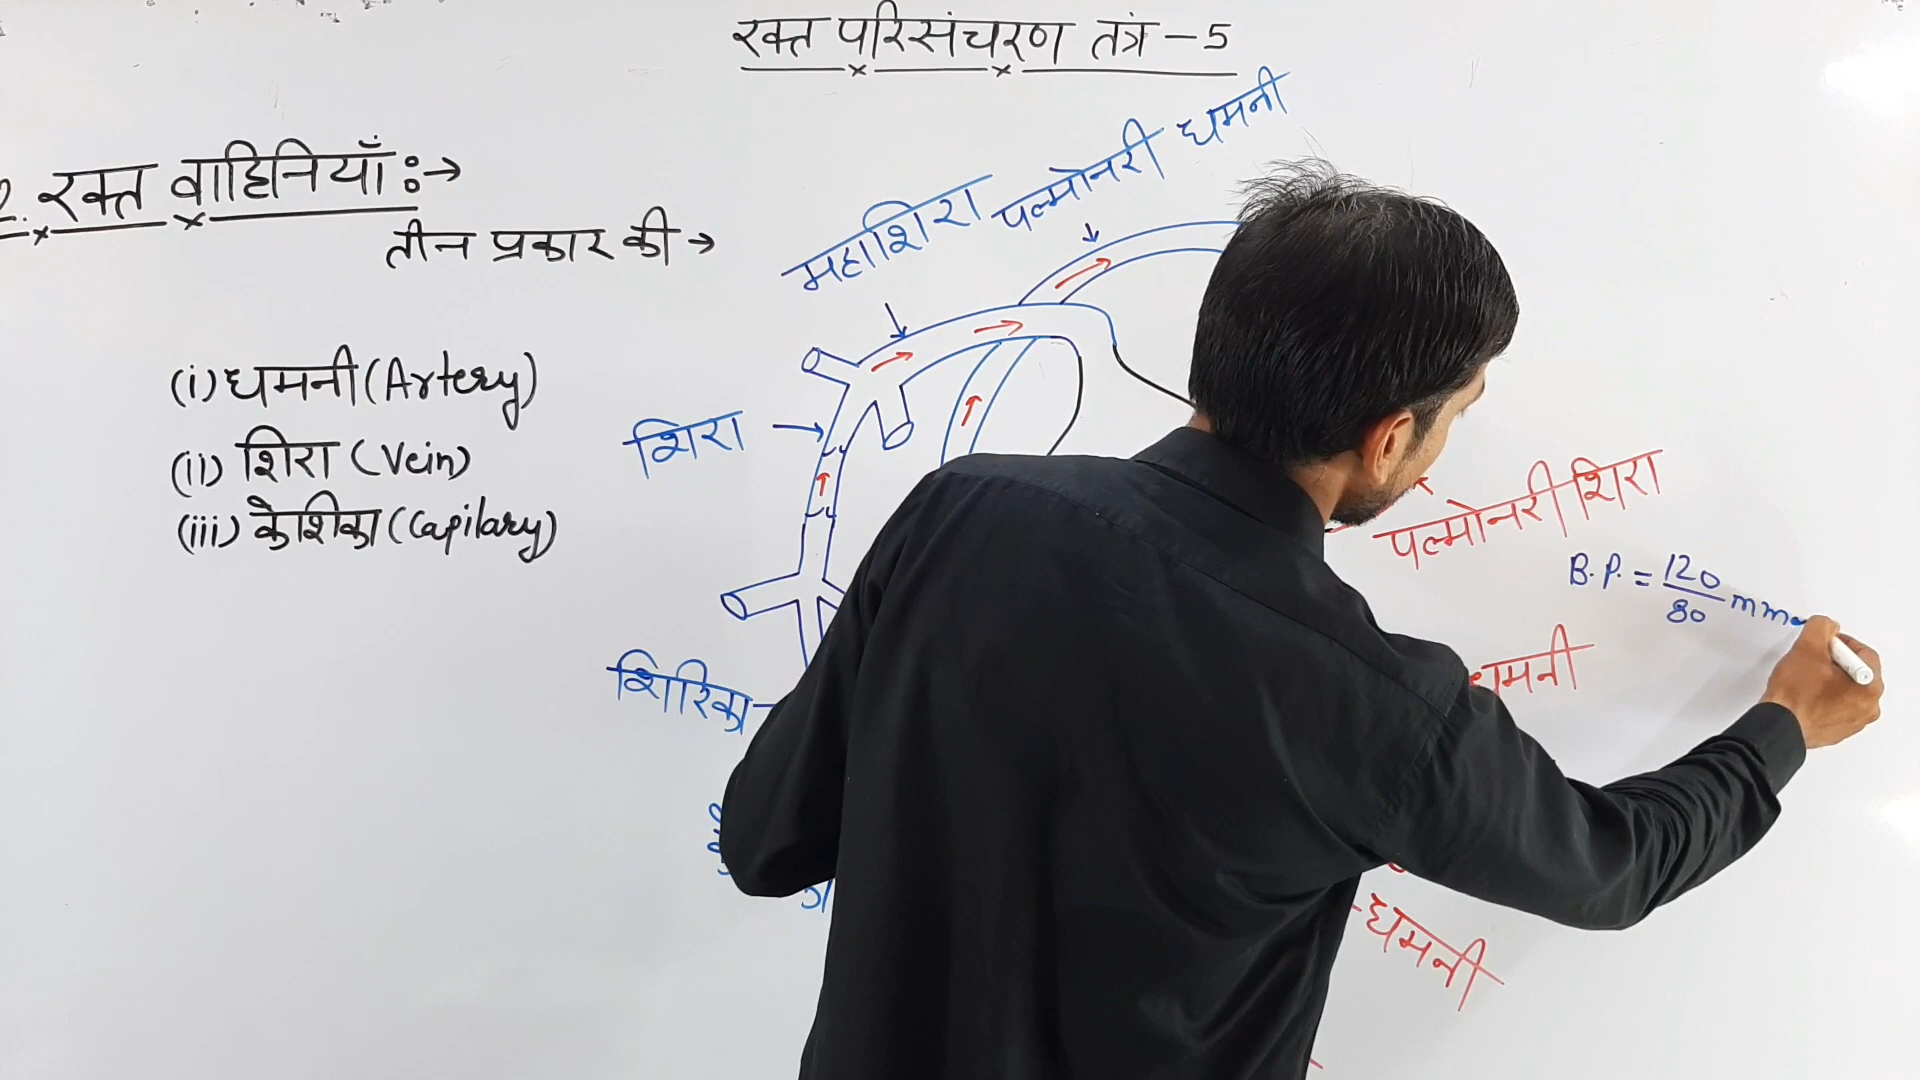 रक्त परिसंचरण तंत्र - 5
2. रक्त वाहिनियाँ :→
तीन प्रकार की →
(i) धमनी (Artery)
(ii) शिरा (Vein)
(iii) केशिका (Capilary)
महाशिरा
पल्मोनरी धमनी
शिरा
शिरिका
पल्मोनरी शिरा
B.P. = 120/80 mm
धमनी
धमनी